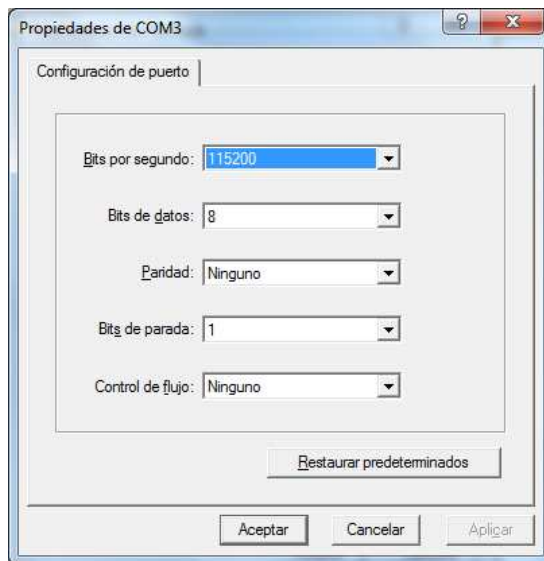 Propiedades de COM3
Configuración de puerto
Bits por segundo: 115200
Bits de datos: 8
Paridad: Ninguno
Bits de parada: 1
Control de flujo: Ninguno
Restaurar predeterminados
Aceptar Cancelar Aplicar